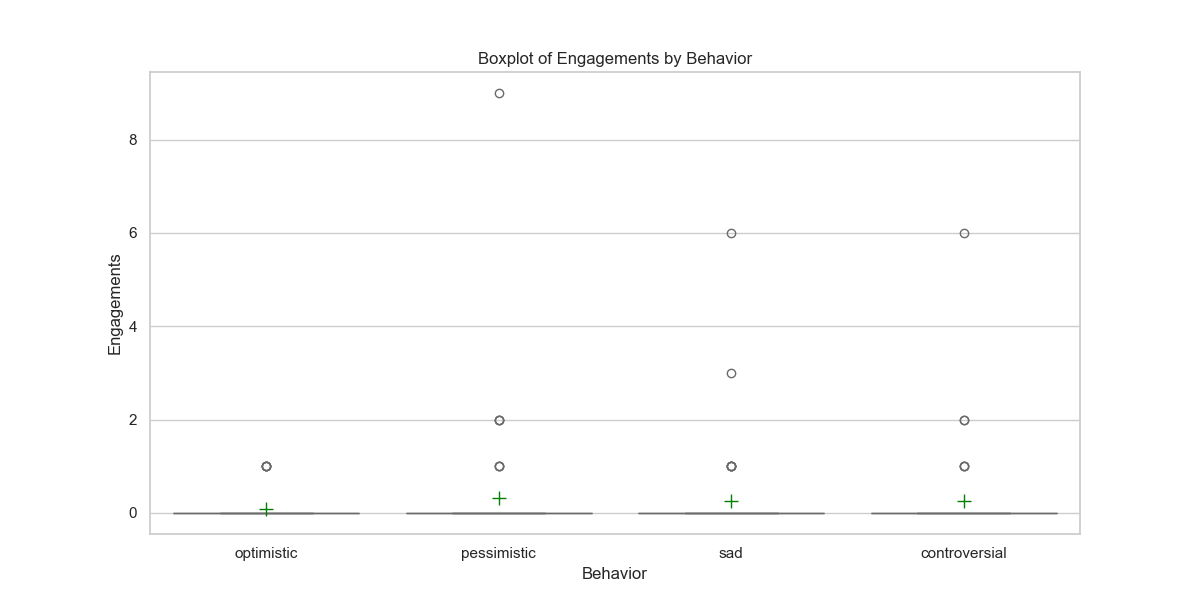 Boxplot of Engagements by Behavior
Engagements
8
6
4
2
0
optimistic pessimistic sad controversial
Behavior